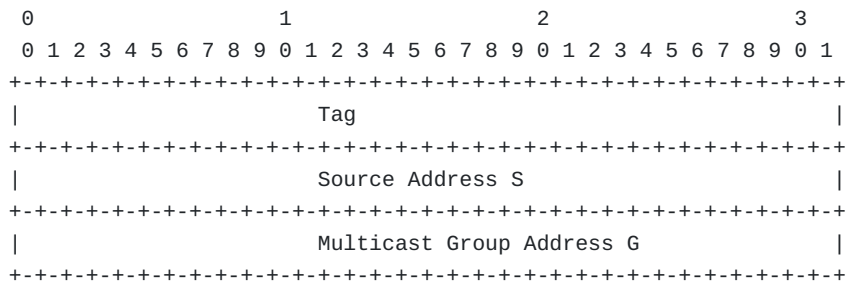 0                   1                   2                   3
 0 1 2 3 4 5 6 7 8 9 0 1 2 3 4 5 6 7 8 9 0 1 2 3 4 5 6 7 8 9 0 1
+-+-+-+-+-+-+-+-+-+-+-+-+-+-+-+-+-+-+-+-+-+-+-+-+-+-+-+-+-+-+-+-+
|                       Tag                                     |
+-+-+-+-+-+-+-+-+-+-+-+-+-+-+-+-+-+-+-+-+-+-+-+-+-+-+-+-+-+-+-+-+
|                       Source Address S                        |
+-+-+-+-+-+-+-+-+-+-+-+-+-+-+-+-+-+-+-+-+-+-+-+-+-+-+-+-+-+-+-+-+
|                       Multicast Group Address G               |
+-+-+-+-+-+-+-+-+-+-+-+-+-+-+-+-+-+-+-+-+-+-+-+-+-+-+-+-+-+-+-+-+